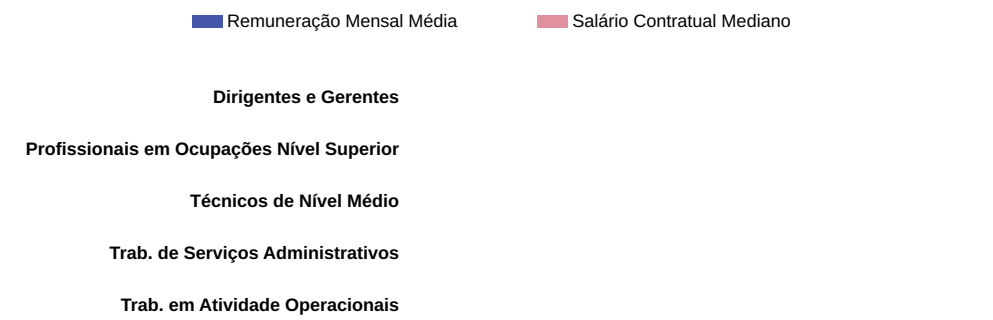 Remuneração Mensal Média Salário Contratual Mediano
Dirigentes e Gerentes
Profissionais em Ocupações Nível Superior
Técnicos de Nível Médio
Trab. de Serviços Administrativos
Trab. em Atividade Operacionais